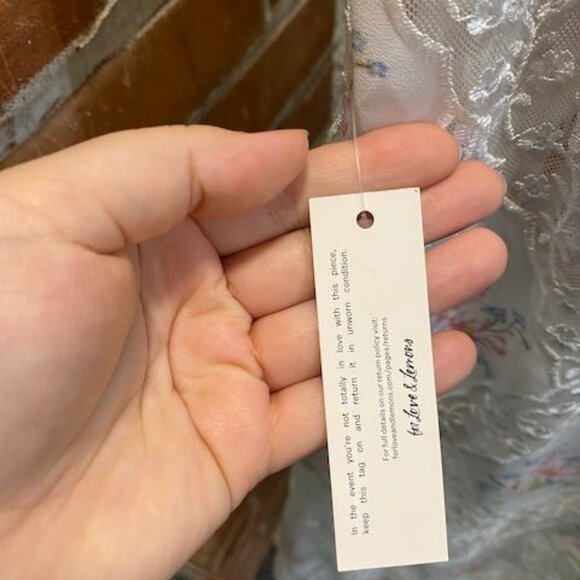 In the event you're not totally in love with this piece,
keep this tag on and return it in unworn condition.
For full details on our return policy visit:
forloveandlemons.com/pages/returns
for Love & Lemons